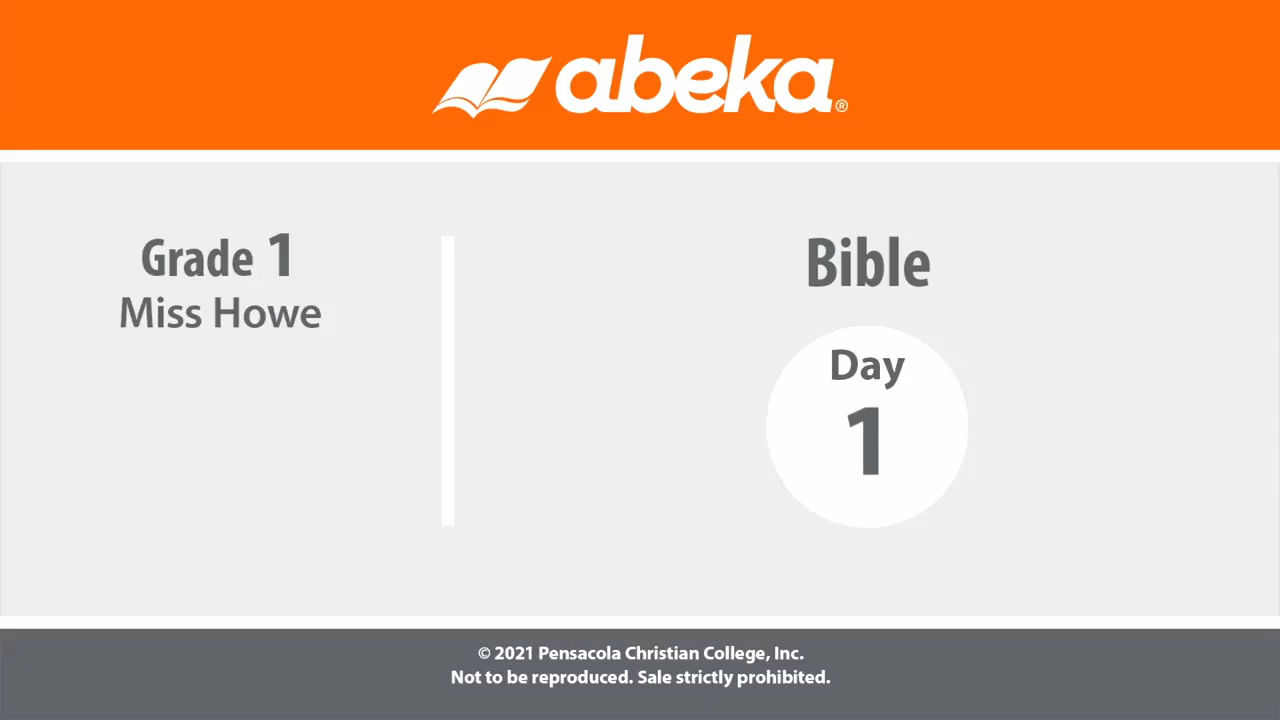 abeka®
Grade 1
Miss Howe
Bible
Day
1
© 2021 Pensacola Christian College, Inc.
Not to be reproduced. Sale strictly prohibited.